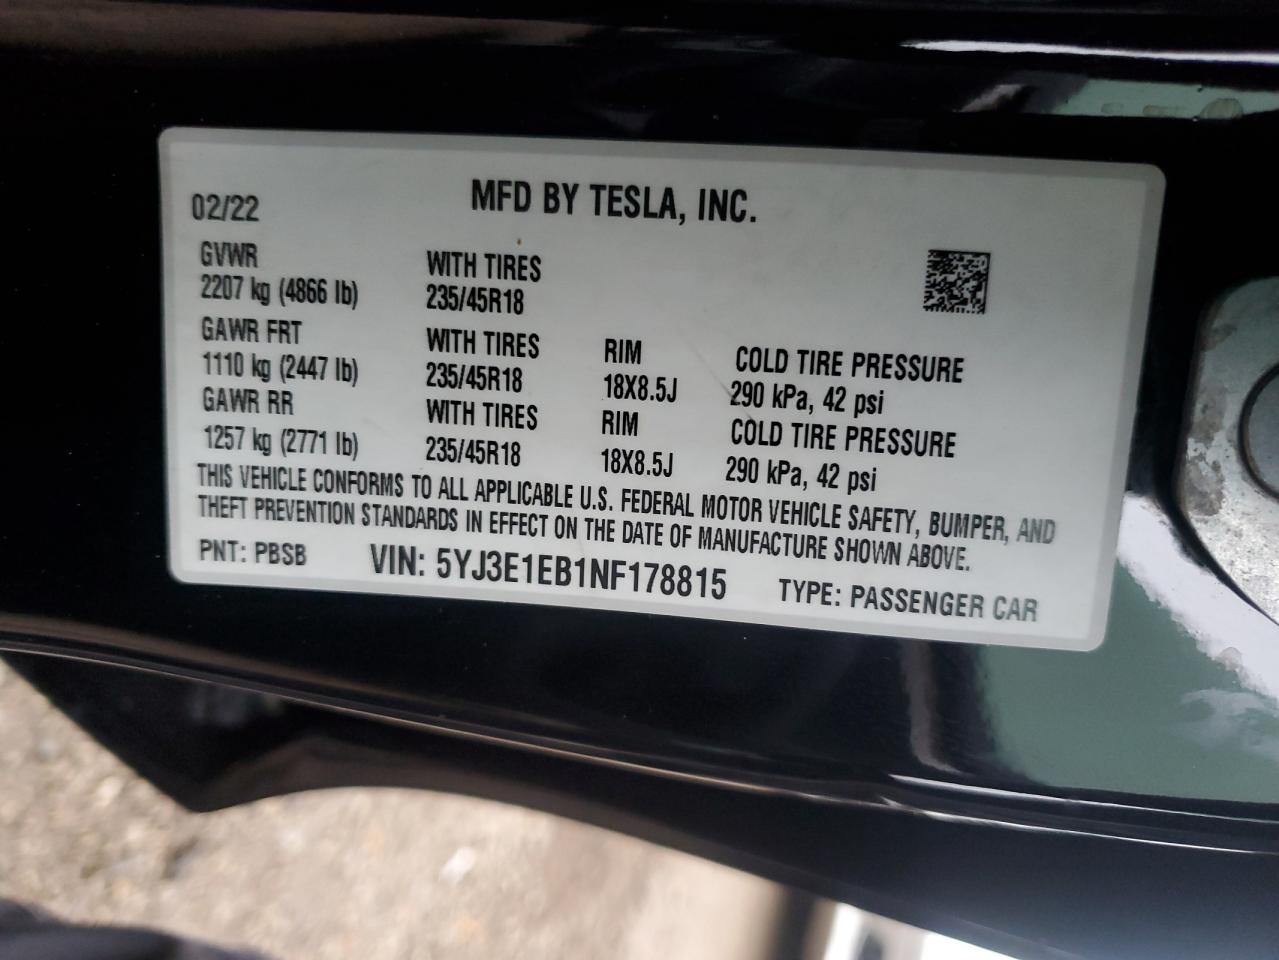 02/22 MFD BY TESLA, INC.
GVWR WITH TIRES
2207 kg (4866 lb) 235/45R18
GAWR FRT WITH TIRES RIM COLD TIRE PRESSURE
1110 kg (2447 lb) 235/45R18 18X8.5J 290 kPa, 42 psi
GAWR RR WITH TIRES RIM COLD TIRE PRESSURE
1257 kg (2771 lb) 235/45R18 18X8.5J 290 kPa, 42 psi
THIS VEHICLE CONFORMS TO ALL APPLICABLE U.S. FEDERAL MOTOR VEHICLE SAFETY, BUMPER, AND
THEFT PREVENTION STANDARDS IN EFFECT ON THE DATE OF MANUFACTURE SHOWN ABOVE.
PNT: PBSB VIN: 5YJ3E1EB1NF178815 TYPE: PASSENGER CAR